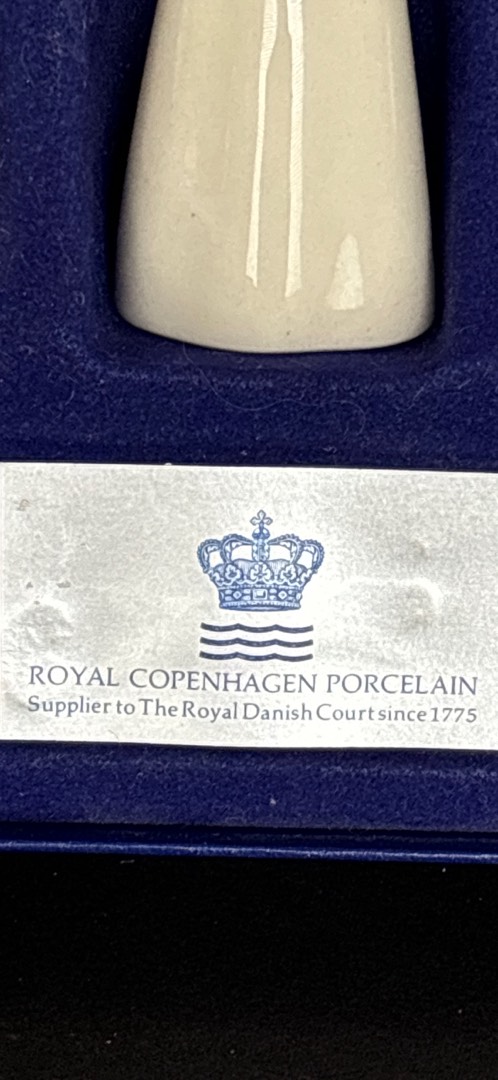 ROYAL COPENHAGEN PORCELAIN
Supplier to The Royal Danish Court since 1775